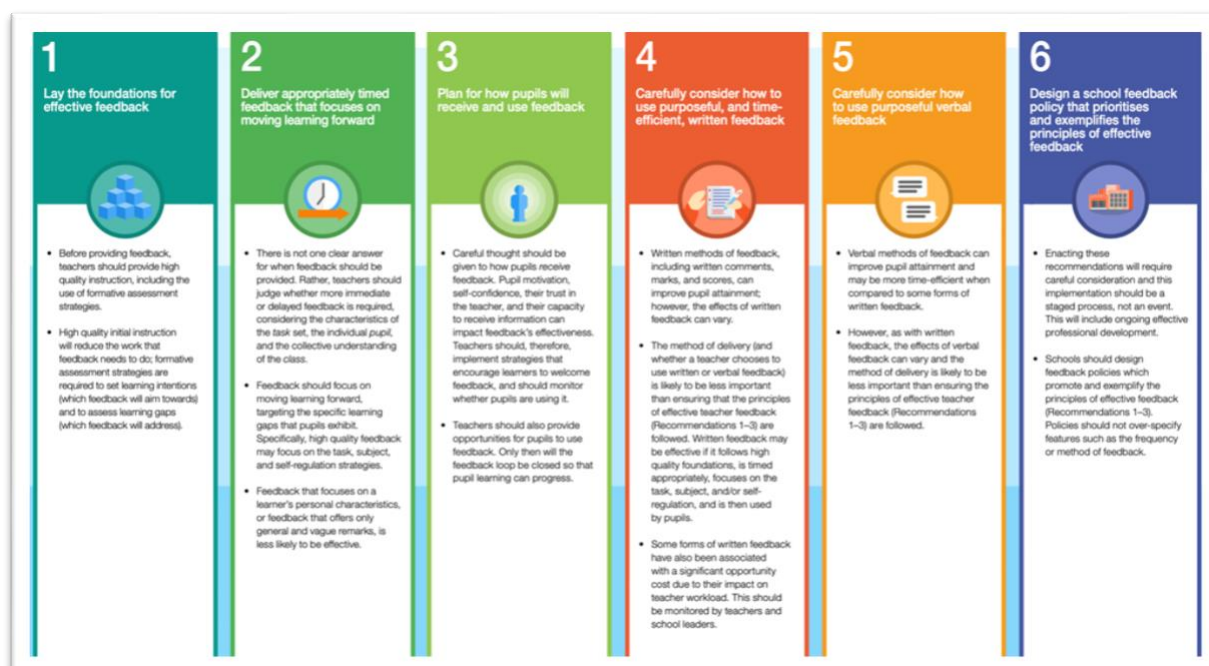 1
Lay the foundations for
effective feedback
• Before providing feedback,
teachers should provide high
quality instruction, including the
use of formative assessment
strategies.
• High quality initial instruction
will reduce the work that
feedback needs to do; formative
assessment strategies are
required to set learning intentions
(which feedback will aim towards)
and to assess learning gaps
(which feedback will address).
2
Deliver appropriately timed
feedback that focuses on
moving learning forward
• There is not one clear answer
for when feedback should be
provided. Rather, teachers should
judge whether more immediate
or delayed feedback is required,
considering the characteristics of
the task set, the individual pupil,
and the collective understanding
of the class.
• Feedback should focus on
moving learning forward,
targeting the specific learning
gaps that pupils exhibit.
Specifically, high quality feedback
may focus on the task, subject,
and self-regulation strategies.
• Feedback that focuses on a
learner's personal characteristics,
or feedback that offers only
general and vague remarks, is
less likely to be effective.
3
Plan for how pupils will
receive and use feedback
• Careful thought should be
given to how pupils receive
feedback. Pupil motivation,
self-confidence, their trust in
the teacher, and their capacity
to receive information can
impact feedback's effectiveness.
Teachers should, therefore,
implement strategies that
encourage learners to welcome
feedback, and should monitor
whether pupils are using it.
• Teachers should also provide
opportunities for pupils to use
feedback. Only then will the
feedback loop be closed so that
pupil learning can progress.
4
Carefully consider how to
use purposeful, and time-
efficient, written feedback
• Written methods of feedback,
including written comments,
marks, and scores, can
improve pupil attainment;
however, the effects of written
feedback can vary.
• The method of delivery (and
whether a teacher chooses to
use written or verbal feedback)
is likely to be less important
than ensuring that the principles
of effective teacher feedback
(Recommendations 1–3) are
followed. Written feedback may
be effective if it follows high
quality foundations, is timed
appropriately, focuses on the
task, subject, and/or self-
regulation, and is then used
by pupils.
• Some forms of written feedback
have also been associated
with a significant opportunity
cost due to their impact on
teacher workload. This should
be monitored by teachers and
school leaders.
5
Carefully consider how
to use purposeful verbal
feedback
• Verbal methods of feedback can
improve pupil attainment and
may be more time-efficient when
compared to some forms of
written feedback.
• However, as with written
feedback, the effects of verbal
feedback can vary and the
method of delivery is likely to be
less important than ensuring the
principles of effective teacher
feedback (Recommendations
1–3) are followed.
6
Design a school feedback
policy that prioritises
and exemplifies the
principles of effective
feedback
• Enacting these
recommendations will require
careful consideration and this
implementation should be a
staged process, not an event.
This will include ongoing effective
professional development.
• Schools should design
feedback policies which
promote and exemplify the
principles of effective feedback
(Recommendations 1–3).
Policies should not over-specify
features such as the frequency
or method of feedback.